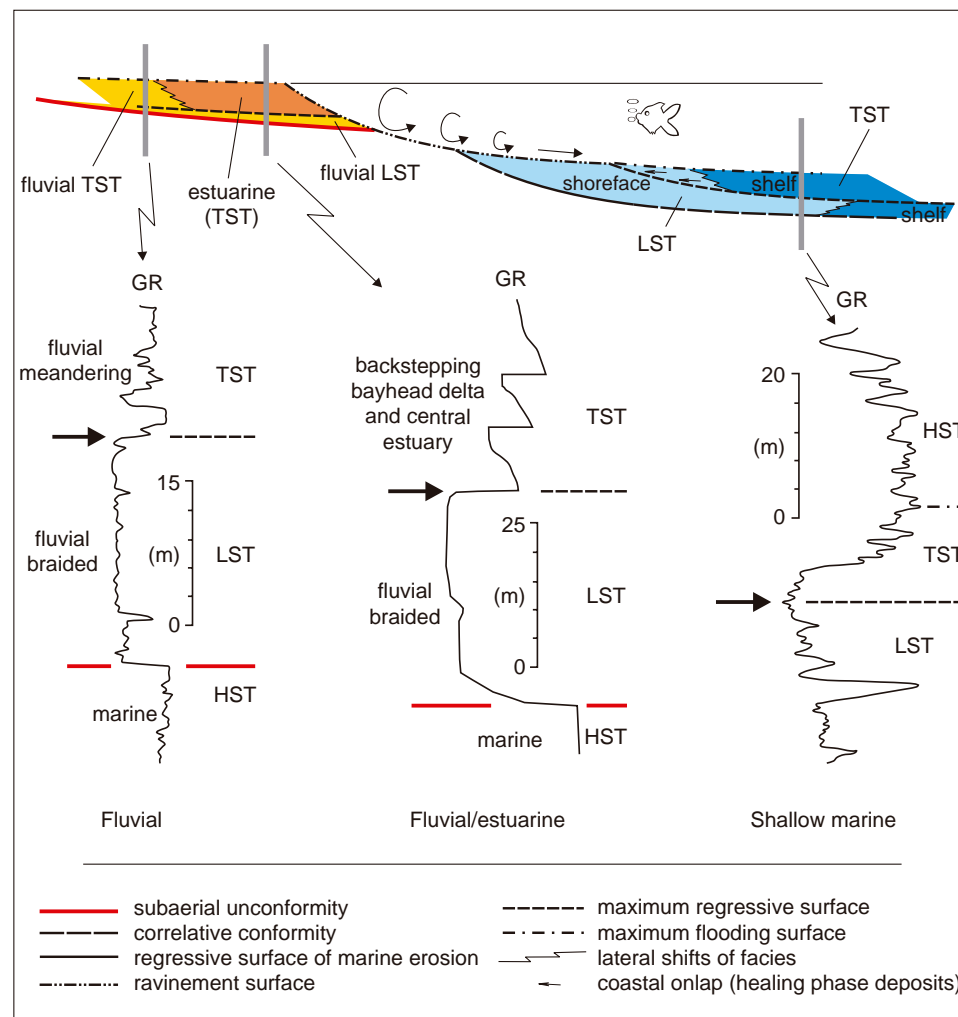 TST
fluvial TST
estuarine
(TST)
fluvial LST
shoreface
shelf
shelf
LST
GR
GR
GR
fluvial
meandering
TST
15
(m)
0
fluvial
braided
LST
HST
marine
Fluvial
backstepping
bayhead delta
and central
estuary
TST
25
(m)
0
fluvial
braided
LST
marine
HST
Fluvial/estuarine
20
(m)
0
HST
TST
LST
Shallow marine
subaerial unconformity
correlative conformity
regressive surface of marine erosion
ravinement surface
maximum regressive surface
maximum flooding surface
lateral shifts of facies
coastal onlap (healing phase deposits)